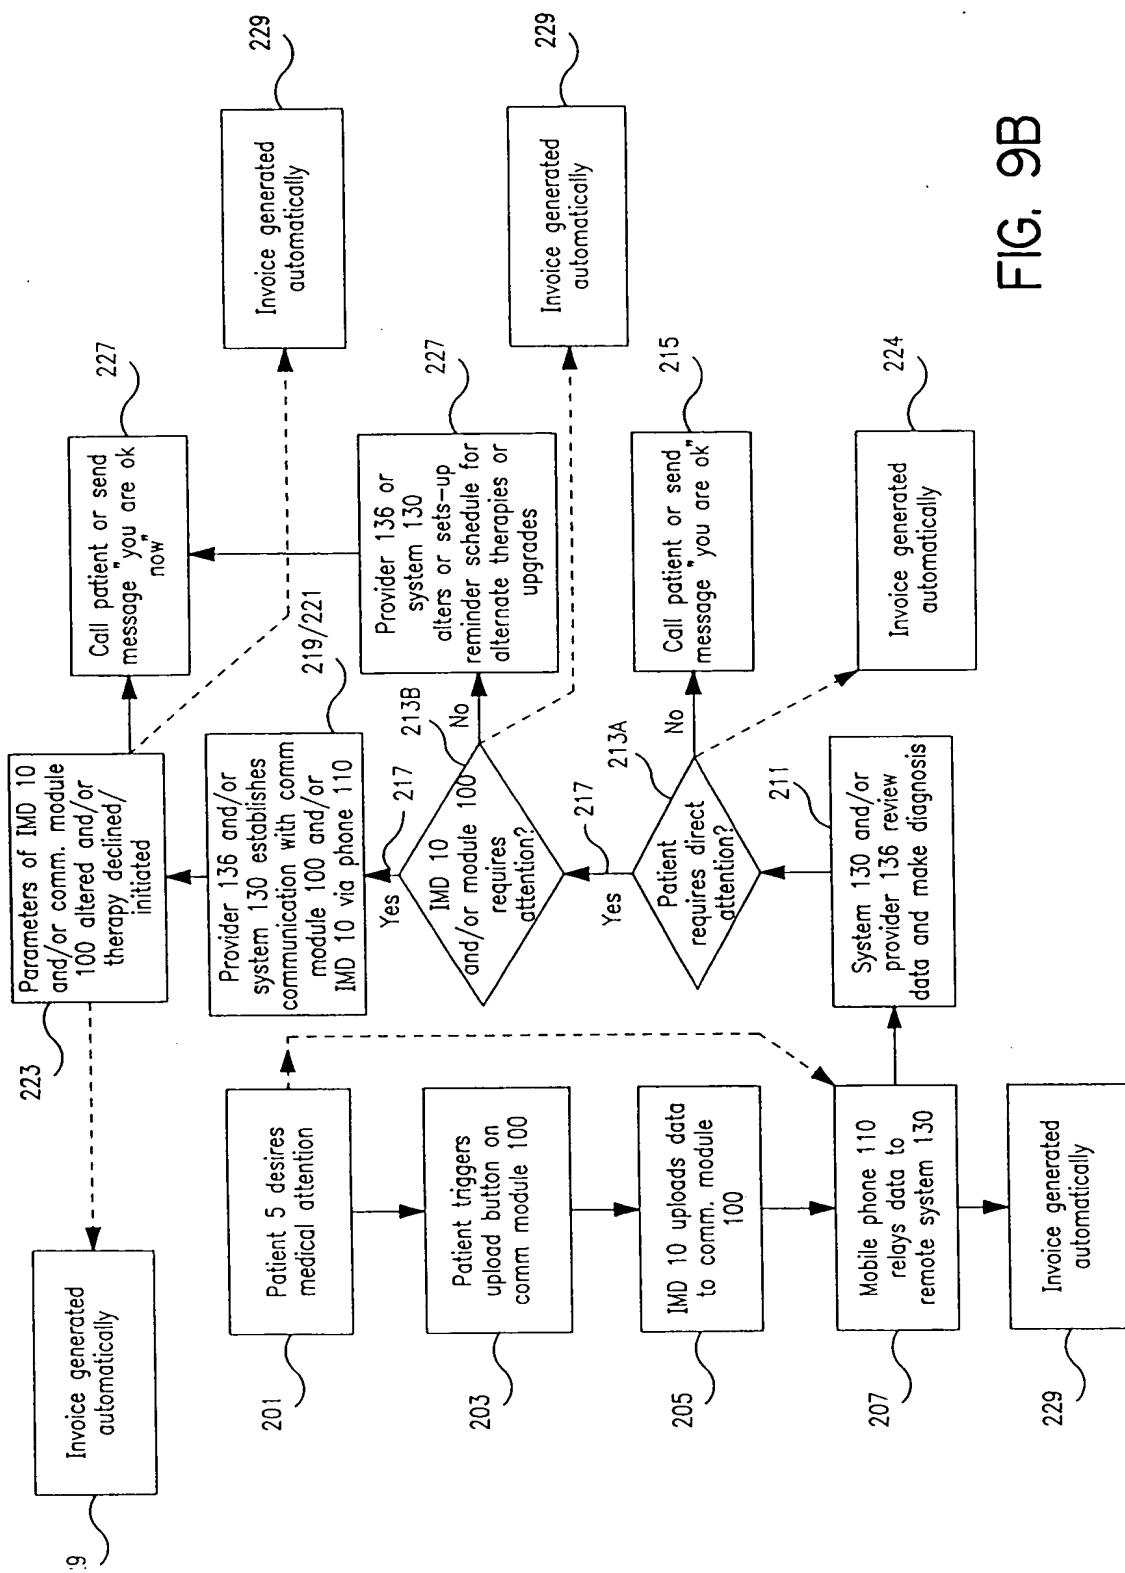 229
Invoice generated
automatically
223
Parameters of IMD 10
and/or comm. module
100 altered and/or
therapy declined/
initiated
227
Call patient or send
message "you are ok
now"
229
Invoice generated
automatically
219/221
Provider 136 and/or
system 130 establishes
communication with comm
module 100 and/or
IMD 10 via phone 110
217
Yes
213B
IMD 10
and/or module 100
requires
attention?
No
227
Provider 136 or
system 130
alters or sets-up
reminder schedule for
alternate therapies or
upgrades
229
Invoice generated
automatically
217
Yes
213A
Patient
requires direct
attention?
No
215
Call patient or send
message "you are ok"
224
Invoice generated
automatically
211
System 130 and/or
provider 136 review
data and make diagnosis
201
Patient 5 desires
medical attention
203
Patient triggers
upload button on
comm module 100
205
IMD 10 uploads data
to comm. module
100
207
Mobile phone 110
relays data to
remote system 130
229
Invoice generated
automatically
FIG. 9B